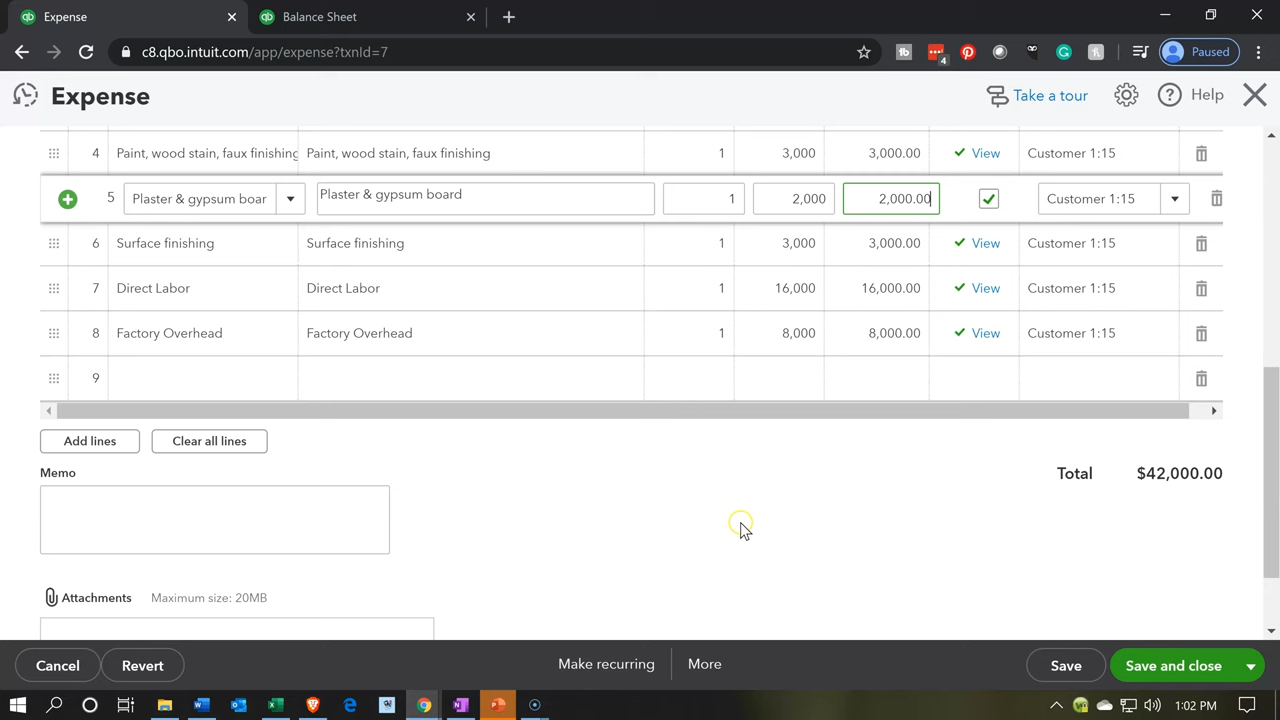 Expense
Balance Sheet
c8.qbo.intuit.com/app/expense?txnId=7
4
Paused
Expense
Take a tour
Help
4 Paint, wood stain, faux finishing Paint, wood stain, faux finishing 1 3,000 3,000.00 View Customer 1:15
5 Plaster & gypsum boar Plaster & gypsum board 1 2,000 2,000.00 Customer 1:15
6 Surface finishing Surface finishing 1 3,000 3,000.00 View Customer 1:15
7 Direct Labor Direct Labor 1 16,000 16,000.00 View Customer 1:15
8 Factory Overhead Factory Overhead 1 8,000 8,000.00 View Customer 1:15
9
Add lines Clear all lines
Memo
Total $42,000.00
Attachments Maximum size: 20MB
Cancel Revert Make recurring More Save Save and close
1:02 PM